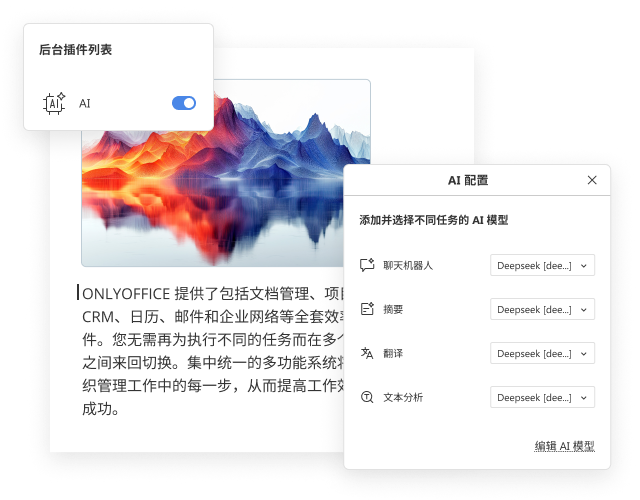 后台插件列表
AI
AI
AI 配置
添加并选择不同任务的 AI 模型
聊天机器人
Deepseek [dee...]
摘要
Deepseek [dee...]
翻译
Deepseek [dee...]
文本分析
Deepseek [dee...]
编辑 AI 模型
ONLYOFFICE 提供了包括文档管理、项
CRM、日历、邮件和企业网络等全套效
件。您无需再为执行不同的任务而在多个
之间来回切换。集中统一的多功能系统
织管理工作中的每一步，从而提高工作效
成功。